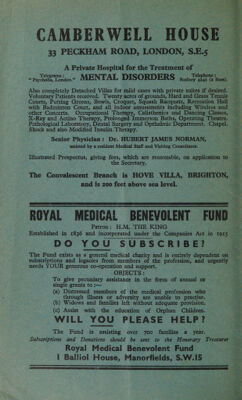 CAMBERWELL HOUSE
33 PECKHAM ROAD, LONDON, S.E.5
A Private Hospital for the Treatment of
Telegrams: "Psycholia, London." MENTAL DISORDERS Telephone: Rodney 4242 (2 lines).
Also completely Detached Villas for mild cases with private suites if desired.
Voluntary Patients received. Twenty acres of grounds, Hard and Grass Tennis
Courts, Putting Greens, Bowls, Croquet, Squash Racquets, Recreation Hall
with Badminton Court, and all indoor amusements including Wireless and
other Concerts. Occupational Therapy, Calisthenics and Dancing Classes,
X-Ray and Actino Therapy, Prolonged Immersion Baths, Operating Theatre,
Pathological Laboratory, Dental Surgery and Ophthalmic Department. Chapel.
Shock and also Modified Insulin Therapy.
Senior Physician: Dr. HUBERT JAMES NORMAN,
assisted by a resident Medical Staff and Visiting Consultants.
Illustrated Prospectus, giving fees, which are reasonable, on application to
the Secretary.
The Convalescent Branch is HOVE VILLA, BRIGHTON,
and is 200 feet above sea level.
ROYAL MEDICAL BENEVOLENT FUND
Patron: H.M. THE KING
Established in 1836 and incorporated under the Companies Act in 1925
DO YOU SUBSCRIBE?
The Fund exists as a general medical charity and is entirely dependent on
subscriptions and legacies from members of the profession, and urgently
needs YOUR generous co-operation and support.
OBJECTS:
To give pecuniary assistance in the form of annual or
single grants to:—
(a) Distressed members of the medical profession who
through illness or adversity are unable to practise.
(b) Widows and families left without adequate provision.
(c) Assist with the education of Orphan Children.
WILL YOU PLEASE HELP?
The Fund is assisting over 700 families a year.
Subscriptions and Donations should be sent to the Honorary Treasurer
Royal Medical Benevolent Fund
1 Balliol House, Manorfields, S.W.15